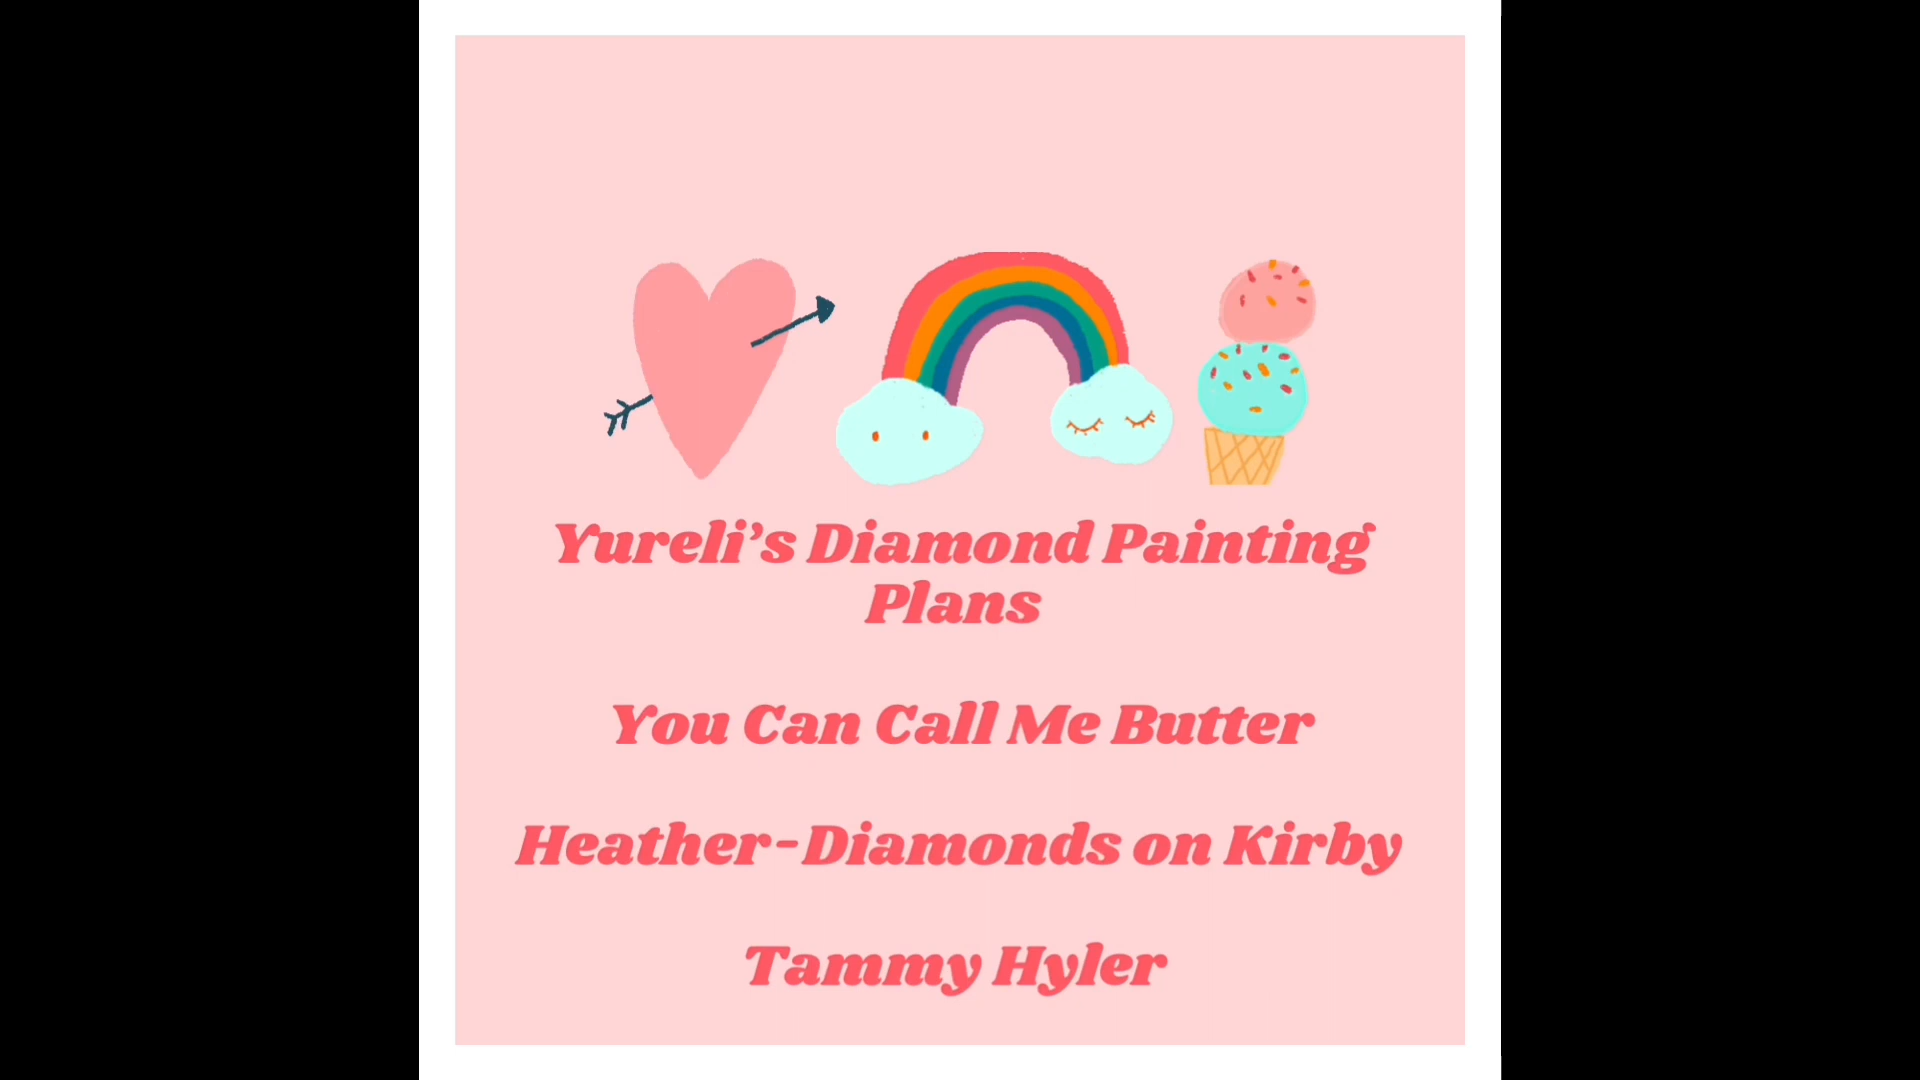 Yureli’s Diamond Painting
Plans
You Can Call Me Butter
Heather-Diamonds on Kirby
Tammy Hyler